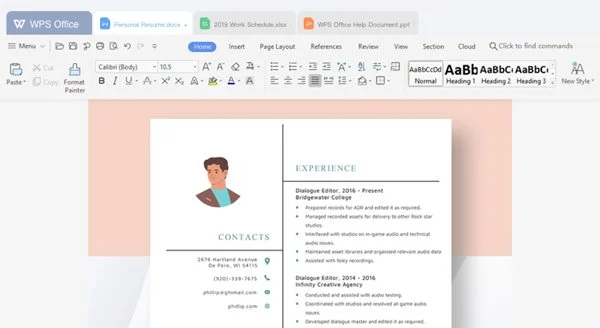 WPS Office
Personal Resume.docx
2019 Work Schedule.xlsx
WPS Office Help Document.ppt
Menu
Home
Insert
Page Layout
References
Review
View
Section
Cloud
Click to find commands
Paste
Cut
Copy
Format
Painter
Calibri (Body)
10.5
AaBbCcDd
Normal
AaBb
Heading 1
AaBbC
Heading 2
AaBbC
Heading 3
New Style
CONTACTS
2676 Hartland Avenue
De Pere, WI 54115
(920)-339-7675
phillip@ghimail.com
phillip.com
EXPERIENCE
Dialogue Editor, 2016 - Present
Bridgewater College
Prepared records for ADR and edited it as required.
Managed recorded assets for delivery to other Rock star
studios.
Interfaced with studios on in-game audio and technical
audio issues.
Maintained asset libraries and organised relevant audio data
Assisted with foley recordings.
Dialogue Editor, 2014 - 2016
Infinity Creative Agency
Conducted and assisted with audio testing.
Coordinated with studios and resolved all game audio
issues.
Developed dialogue master and edited it as required.